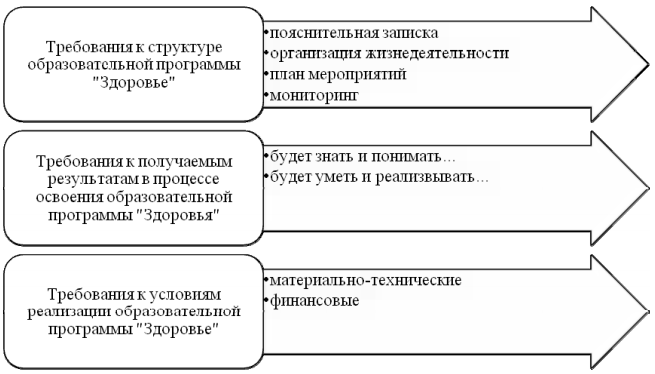 Требования к структуре
образовательной программы
"Здоровье"
•пояснительная записка
•организация жизнедеятельности
•план мероприятий
•мониторинг
Требования к получаемым
результатам в процессе
освоения образовательной
программы "Здоровья"
•будет знать и понимать...
•будет уметь и реализвывать...
Требования к условиям
реализации образовательной
программы "Здоровье"
•материально-технические
•финансовые